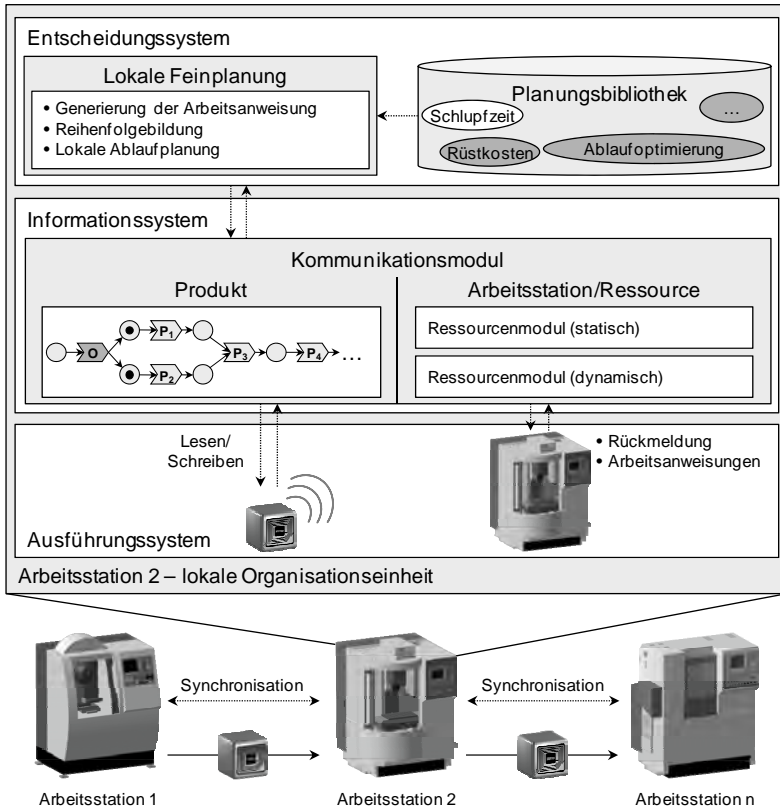 Entscheidungssystem
Lokale Feinplanung
• Generierung der Arbeitsanweisung
• Reihenfolgebildung
• Lokale Ablaufplanung
Planungsbibliothek
Schlupfzeit
...
Rüstkosten
Ablaufoptimierung
Informationssystem
Kommunikationsmodul
Produkt
O
P1
P2
P3
P4
...
Arbeitsstation/Ressource
Ressourcenmodul (statisch)
Ressourcenmodul (dynamisch)
Lesen/
Schreiben
• Rückmeldung
• Arbeitsanweisungen
Ausführungssystem
Arbeitsstation 2 – lokale Organisationseinheit
Synchronisation
Synchronisation
Arbeitsstation 1
Arbeitsstation 2
Arbeitsstation n